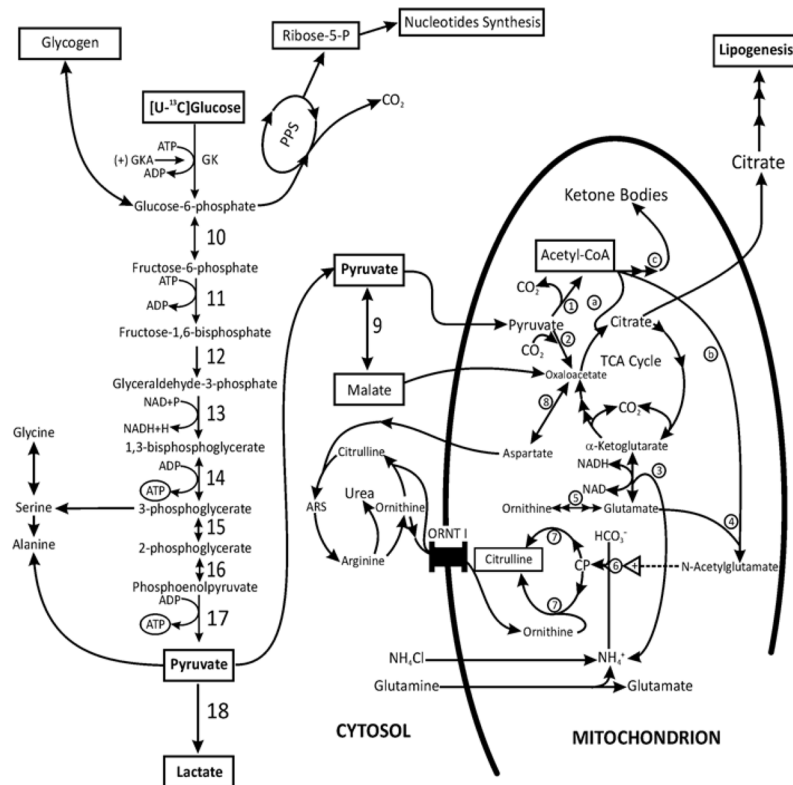 Glycogen
Ribose-5-P
Nucleotides Synthesis
Lipogenesis
[U-¹³C]Glucose
PPS
CO₂
ATP
(+) GKA
GK
ADP
Glucose-6-phosphate
10
Fructose-6-phosphate
ATP
11
ADP
Fructose-1,6-bisphosphate
12
Glyceraldehyde-3-phosphate
NAD+P
13
NADH+H
1,3-bisphosphoglycerate
ADP
14
ATP
3-phosphoglycerate
15
2-phosphoglycerate
16
Phosphoenolpyruvate
ADP
17
ATP
Pyruvate
18
Lactate
Glycine
Serine
Alanine
Pyruvate
9
Malate
Citrate
Ketone Bodies
Acetyl-CoA
c
CO₂
1
a
Pyruvate
2
CO₂
Citrate
b
TCA Cycle
Oxaloacetate
8
CO₂
Aspartate
α-Ketoglutarate
NADH
3
NAD
Ornithine
5
Glutamate
4
Citrulline
Urea
ARS
Ornithine
Arginine
ORNT I
7
HCO₃⁻
Citrulline
CP
6
+
N-Acetylglutamate
7
Ornithine
NH₄Cl
NH₄⁺
Glutamine
Glutamate
CYTOSOL
MITOCHONDRION